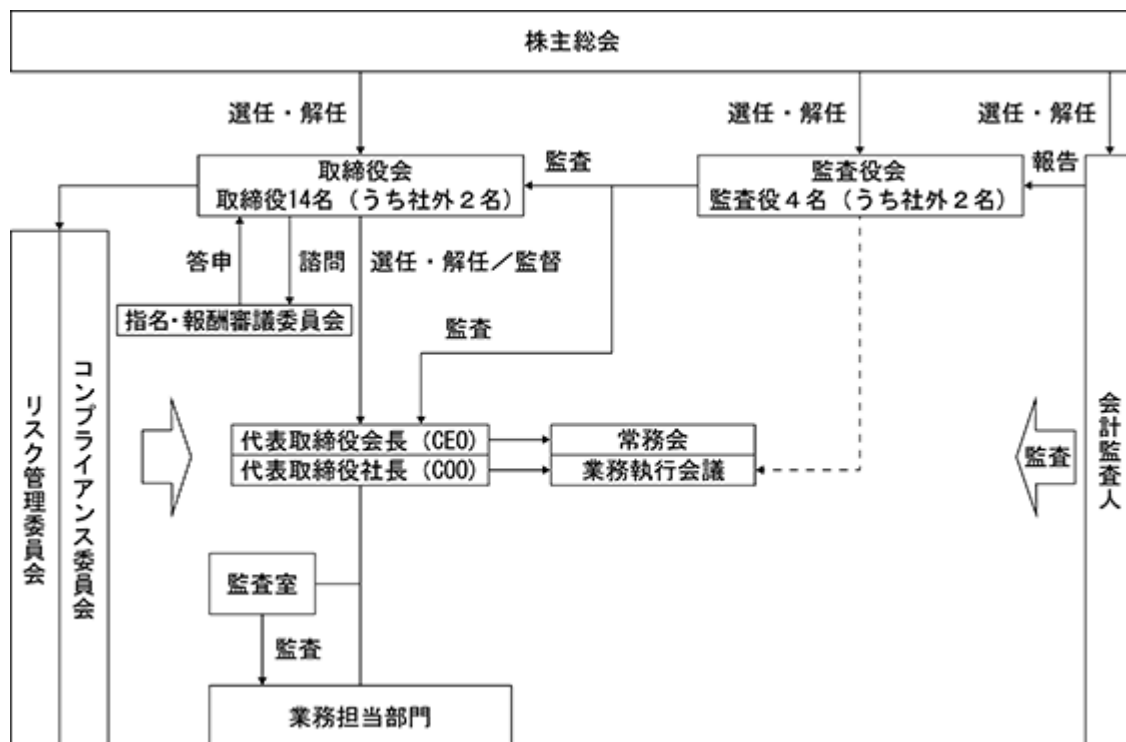 株主総会
選任・解任
選任・解任
選任・解任
取締役会
取締役14名（うち社外２名）
監査
監査役会
監査役４名（うち社外２名）
報告
答申
諮問
選任・解任／監督
指名・報酬審議委員会
監査
リスク管理委員会
コンプライアンス委員会
代表取締役会長（CEO）
代表取締役社長（COO）
常務会
業務執行会議
監査
会計監査人
監査室
監査
業務担当部門